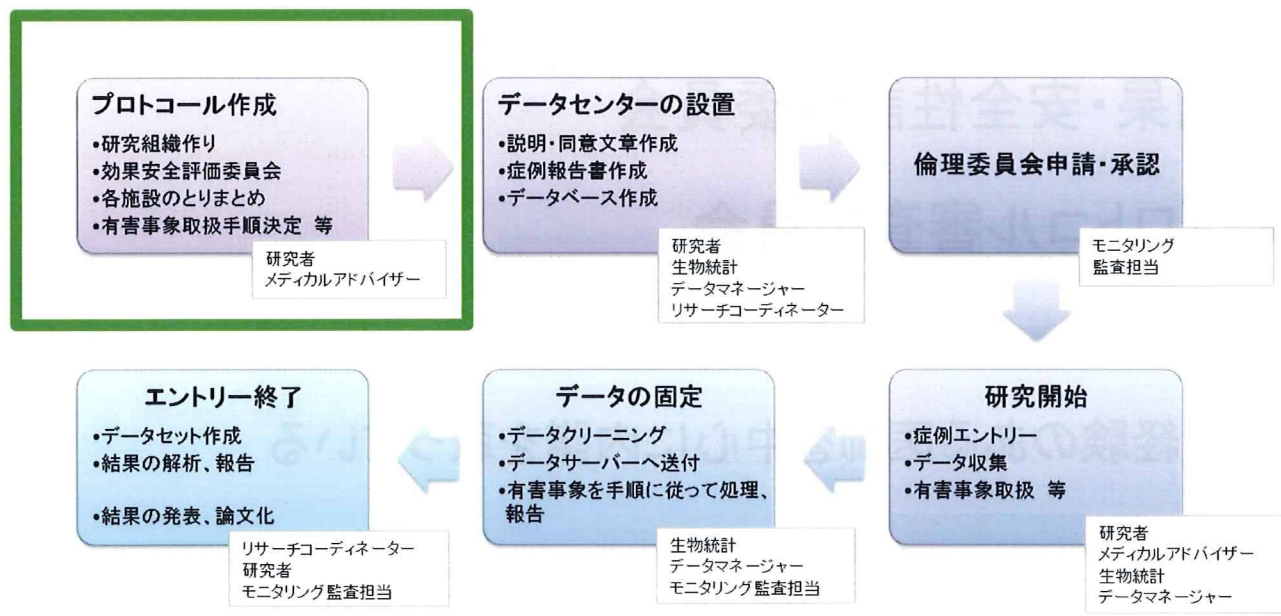 プロトコール作成
•研究組織作り
•効果安全評価委員会
•各施設のとりまとめ
•有害事象取扱手順決定 等
研究者
メディカルアドバイザー
データセンターの設置
•説明・同意文章作成
•症例報告書作成
•データベース作成
研究者
生物統計
データマネージャー
リサーチコーディネーター
倫理委員会申請・承認
モニタリング
監査担当
エントリー終了
•データセット作成
•結果の解析、報告
•結果の発表、論文化
リサーチコーディネーター
研究者
モニタリング監査担当
データの固定
•データクリーニング
•データサーバーへ送付
•有害事象を手順に従って処理、
報告
生物統計
データマネージャー
モニタリング監査担当
研究開始
•症例エントリー
•データ収集
•有害事象取扱 等
研究者
メディカルアドバイザー
生物統計
データマネージャー